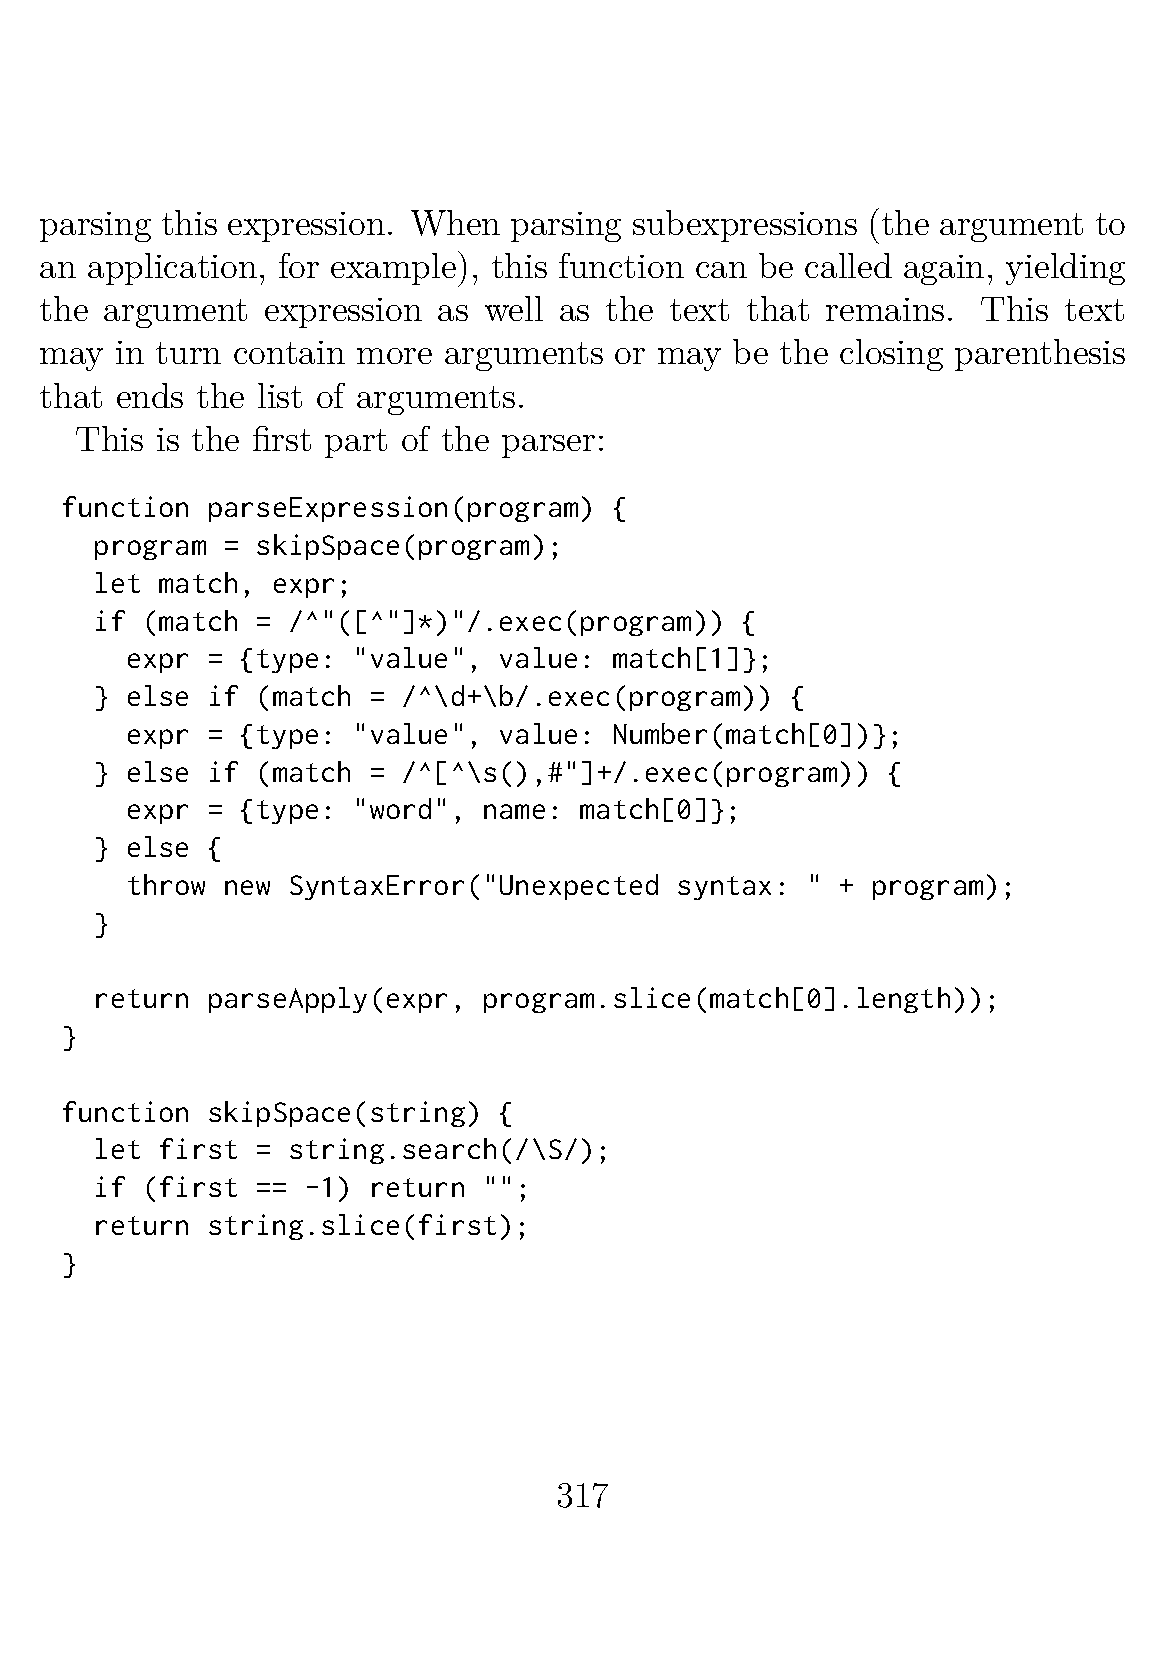 parsing this expression. When parsing subexpressions (the argument to
an application, for example), this function can be called again, yielding
the argument expression as well as the text that remains. This text
may in turn contain more arguments or may be the closing parenthesis
that ends the list of arguments.
This is the first part of the parser:
function parseExpression(program) {
  program = skipSpace(program);
  let match, expr;
  if (match = /^"([^"]*)"/.exec(program)) {
    expr = {type: "value", value: match[1]};
  } else if (match = /^\d+\b/.exec(program)) {
    expr = {type: "value", value: Number(match[0])};
  } else if (match = /^[^\s(),#"]+/.exec(program)) {
    expr = {type: "word", name: match[0]};
  } else {
    throw new SyntaxError("Unexpected syntax: " + program);
  }

  return parseApply(expr, program.slice(match[0].length));
}

function skipSpace(string) {
  let first = string.search(/\S/);
  if (first == -1) return "";
  return string.slice(first);
}
317